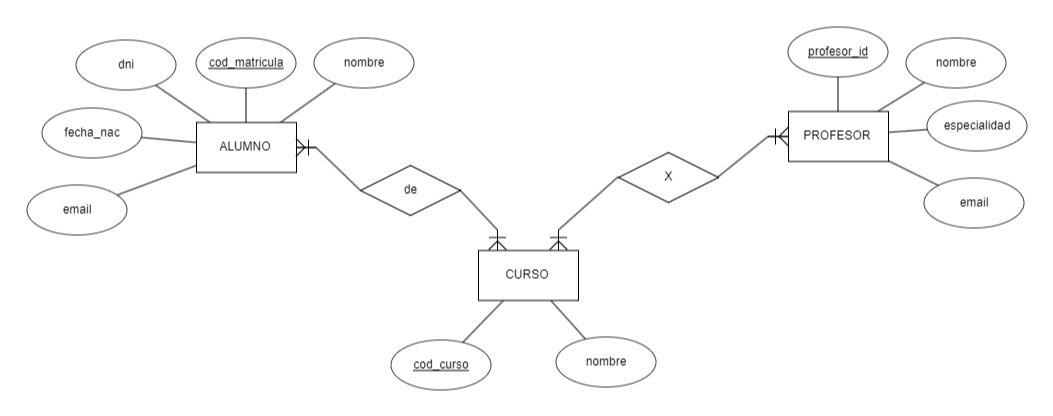 dni
cod_matricula
nombre
fecha_nac
ALUMNO
email
de
profesor_id
nombre
PROFESOR
especialidad
email
X
CURSO
cod_curso
nombre